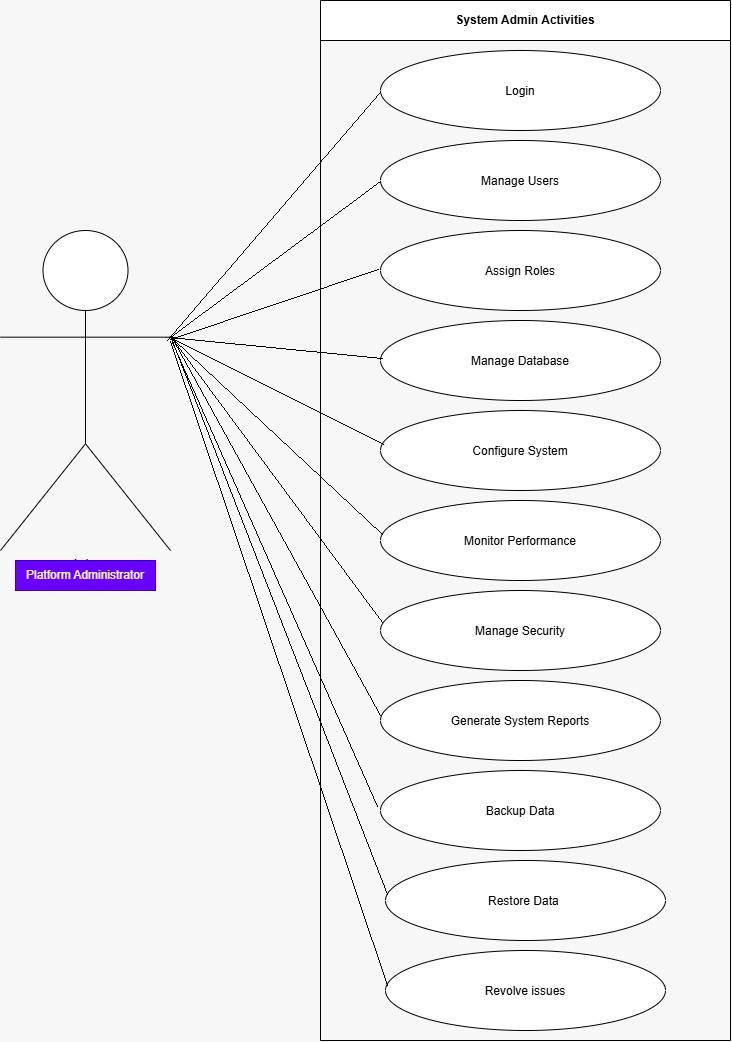 System Admin Activities
Login
Manage Users
Assign Roles
Manage Database
Configure System
Monitor Performance
Manage Security
Platform Administrator
Generate System Reports
Backup Data
Restore Data
Revolve issues